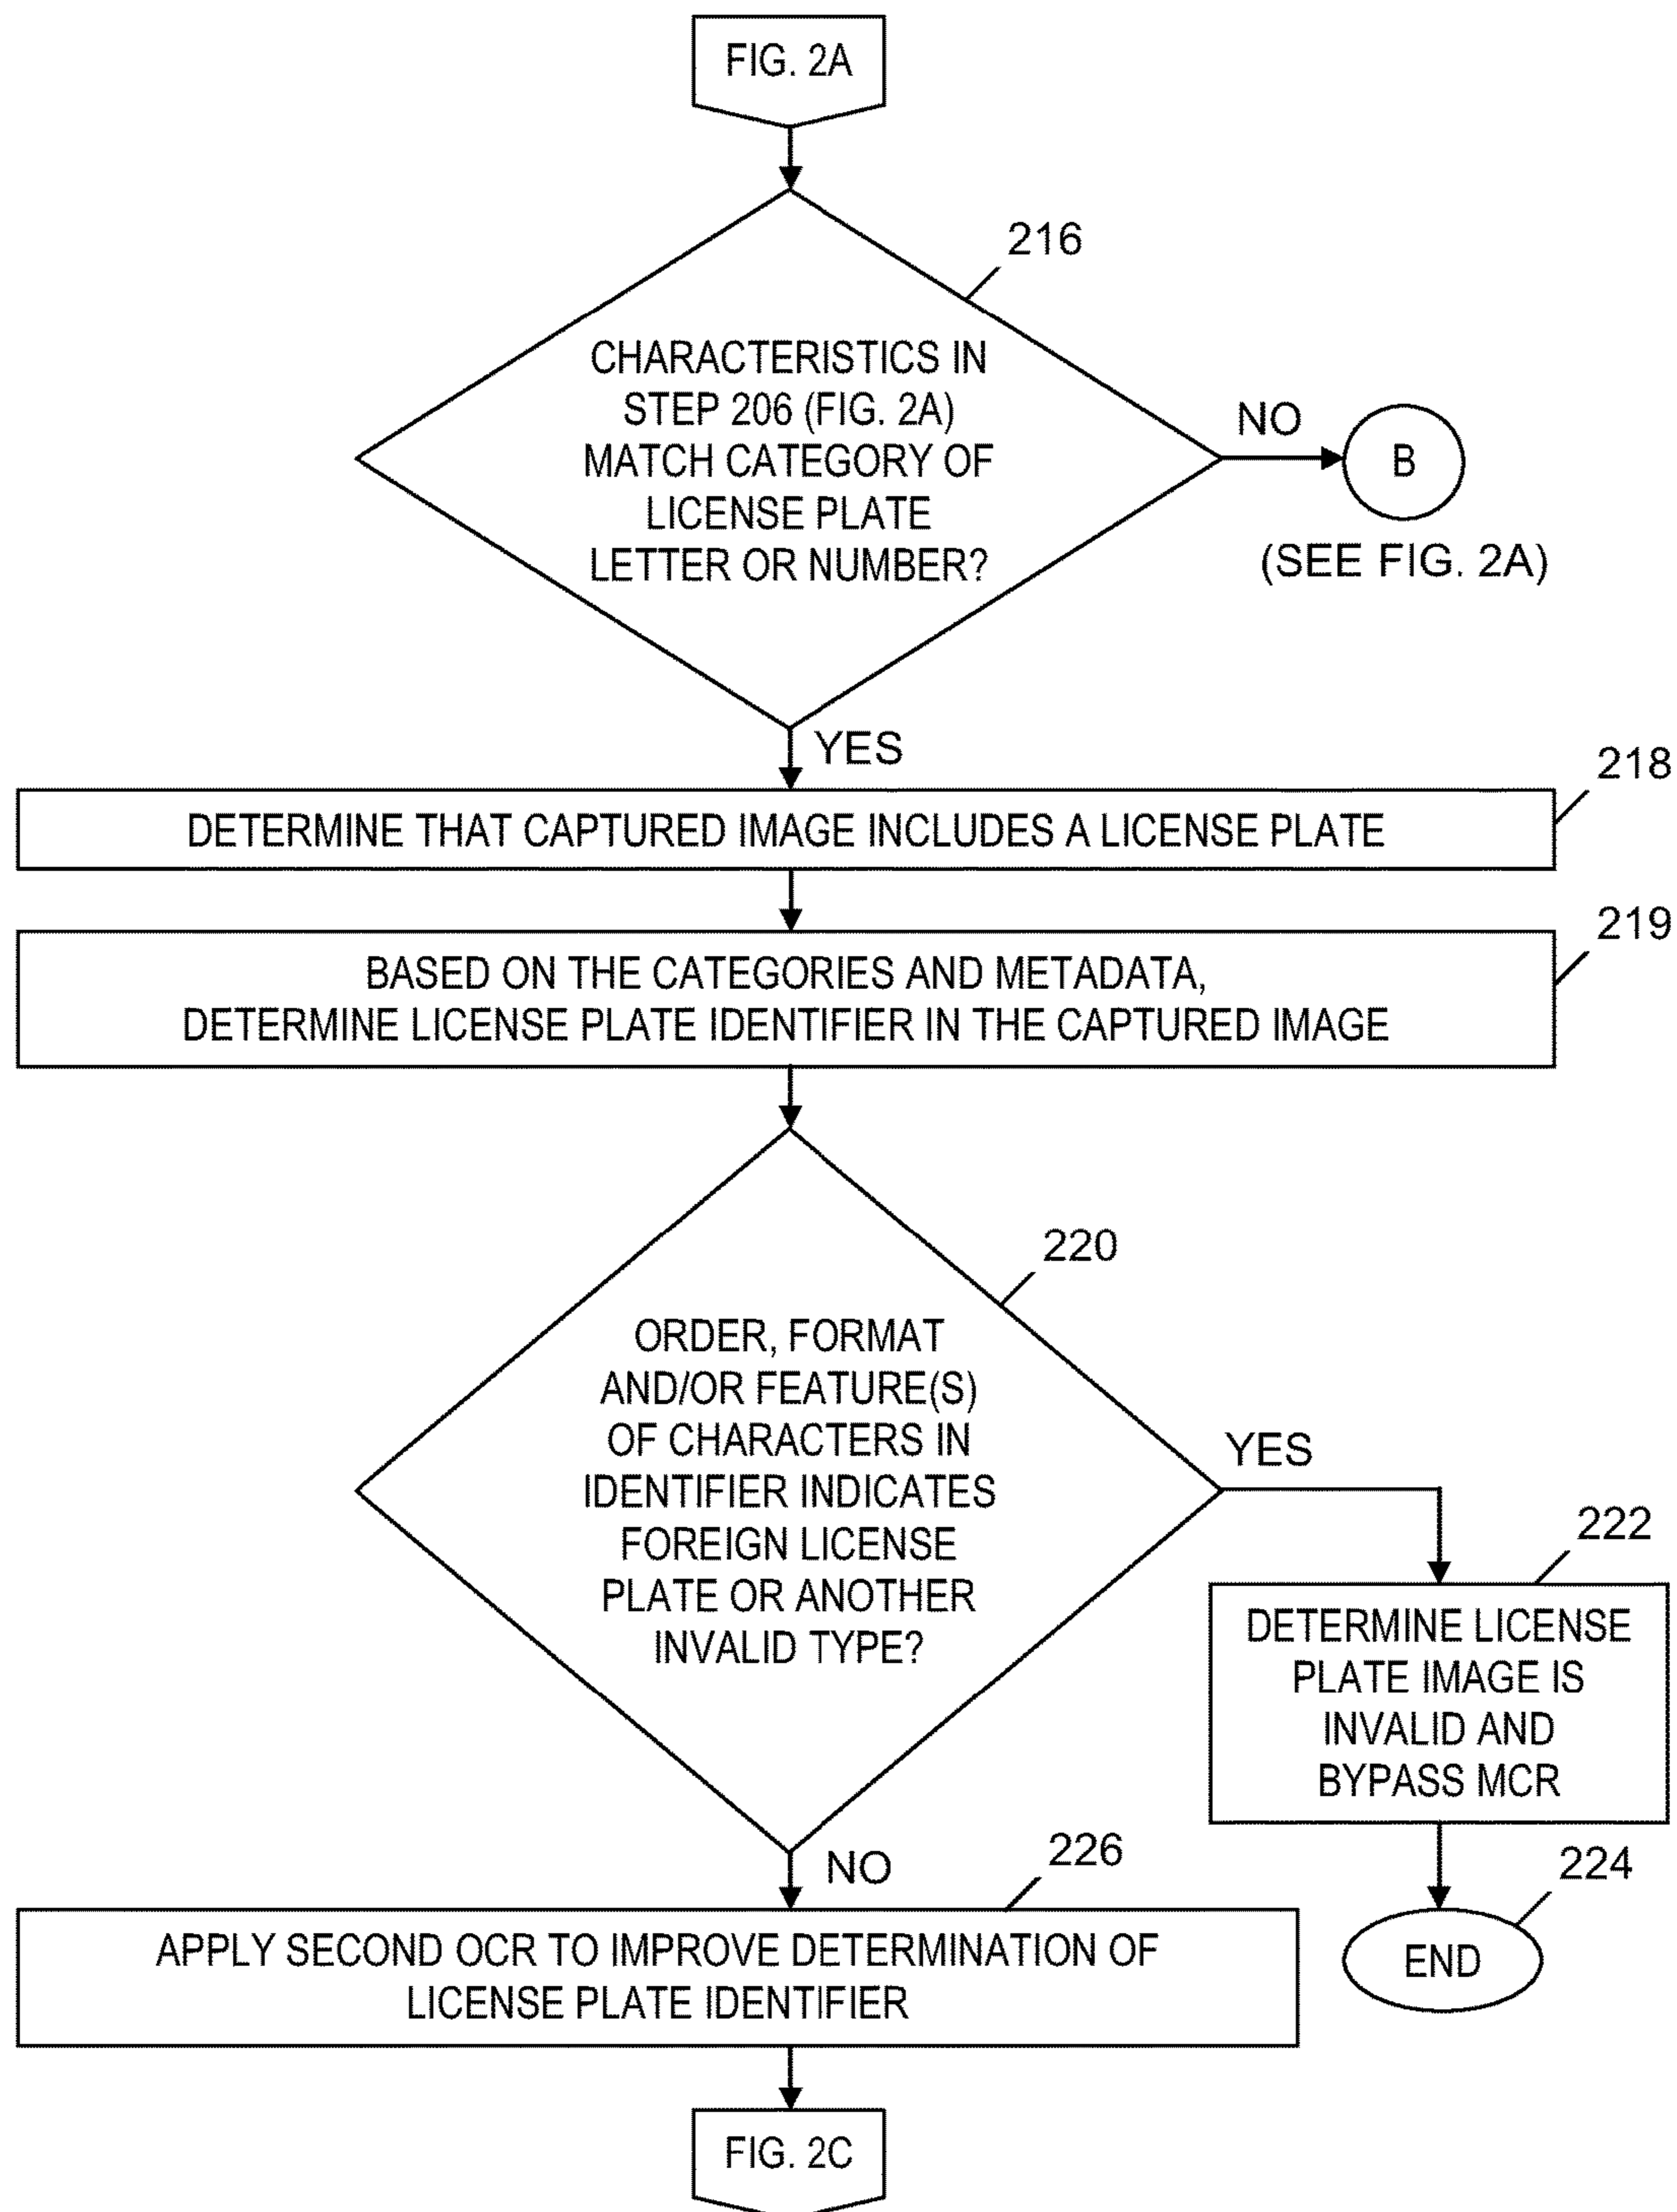 FIG. 2A
216
CHARACTERISTICS IN
STEP 206 (FIG. 2A)
MATCH CATEGORY OF
LICENSE PLATE
LETTER OR NUMBER?
NO
B
(SEE FIG. 2A)
YES
218
DETERMINE THAT CAPTURED IMAGE INCLUDES A LICENSE PLATE
219
BASED ON THE CATEGORIES AND METADATA,
DETERMINE LICENSE PLATE IDENTIFIER IN THE CAPTURED IMAGE
220
ORDER, FORMAT
AND/OR FEATURE(S)
OF CHARACTERS IN
IDENTIFIER INDICATES
FOREIGN LICENSE
PLATE OR ANOTHER
INVALID TYPE?
YES
222
DETERMINE LICENSE
PLATE IMAGE IS
INVALID AND
BYPASS MCR
224
END
NO
226
APPLY SECOND OCR TO IMPROVE DETERMINATION OF
LICENSE PLATE IDENTIFIER
FIG. 2C